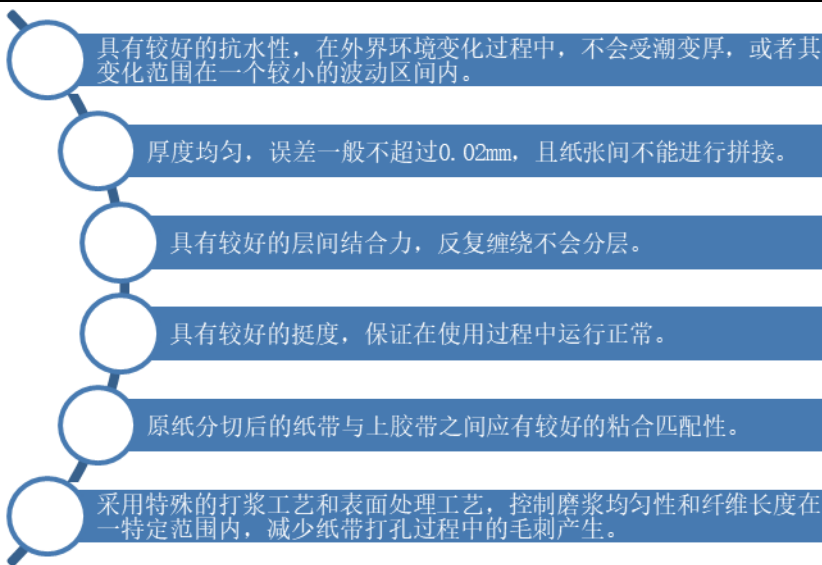 具有较好的抗水性，在外界环境变化过程中，不会受潮变厚，或者其
变化范围在一个较小的波动区间内。
厚度均匀，误差一般不超过0.02mm，且纸张间不能进行拼接。
具有较好的层间结合力，反复缠绕不会分层。
具有较好的挺度，保证在使用过程中运行正常。
原纸分切后的纸带与上胶带之间应有较好的粘合匹配性。
采用特殊的打浆工艺和表面处理工艺，控制磨浆均匀性和纤维长度在
一特定范围内，减少纸带打孔过程中的毛刺产生。